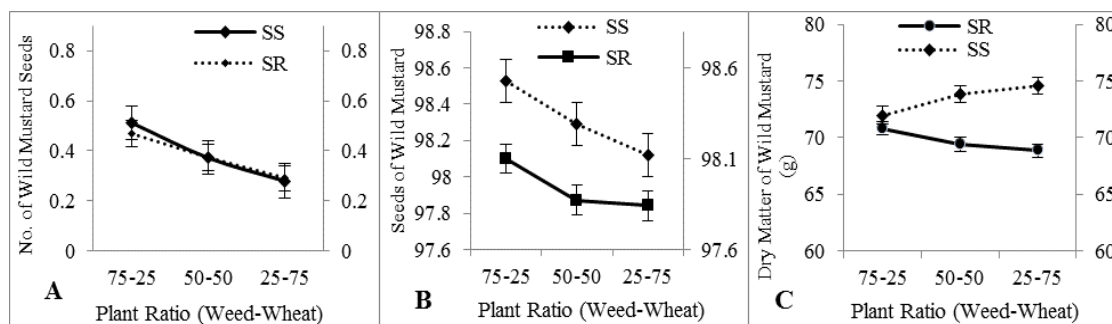 No. of Wild Mustard Seeds
0.8
0.6
0.4
0.2
0
SS
SR
0.8
0.6
0.4
0.2
0
75-25 50-50 25-75
A
Plant Ratio (Weed-Wheat)
Seeds of Wild Mustard
98.8
98.6
98.4
98.2
98
97.8
97.6
SS
SR
98.6
98.1
97.6
75-25 50-50 25-75
B
Plant Ratio (Weed-Wheat)
Dry Matter of Wild Mustard
(g)
80
75
70
65
60
SR
SS
80
75
70
65
60
75-25 50-50 25-75
C
Plant Ratio (Weed-Wheat)